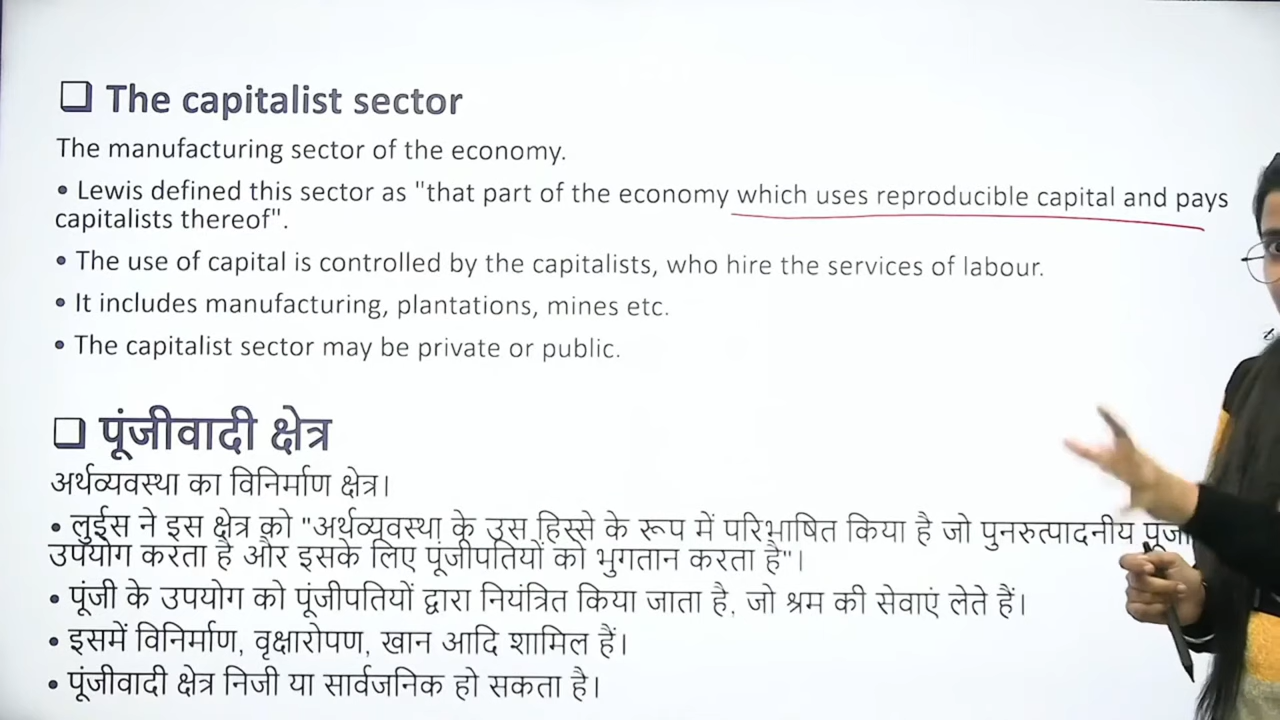 The capitalist sector
The manufacturing sector of the economy.
• Lewis defined this sector as "that part of the economy which uses reproducible capital and pays
capitalists thereof".
• The use of capital is controlled by the capitalists, who hire the services of labour.
• It includes manufacturing, plantations, mines etc.
• The capitalist sector may be private or public.
पूंजीवादी क्षेत्र
अर्थव्यवस्था का विनिर्माण क्षेत्र।
• लुईस ने इस क्षेत्र को "अर्थव्यवस्था के उस हिस्से के रूप में परिभाषित किया है जो पुनरुत्पादनीय
उपयोग करता है और इसके लिए पूंजीपतियों को भुगतान करता है"।
• पूंजी के उपयोग को पूंजीपतियों द्वारा नियंत्रित किया जाता है, जो श्रम की सेवाएं लेते हैं।
• इसमें विनिर्माण, वृक्षारोपण, खान आदि शामिल हैं।
• पूंजीवादी क्षेत्र निजी या सार्वजनिक हो सकता है।